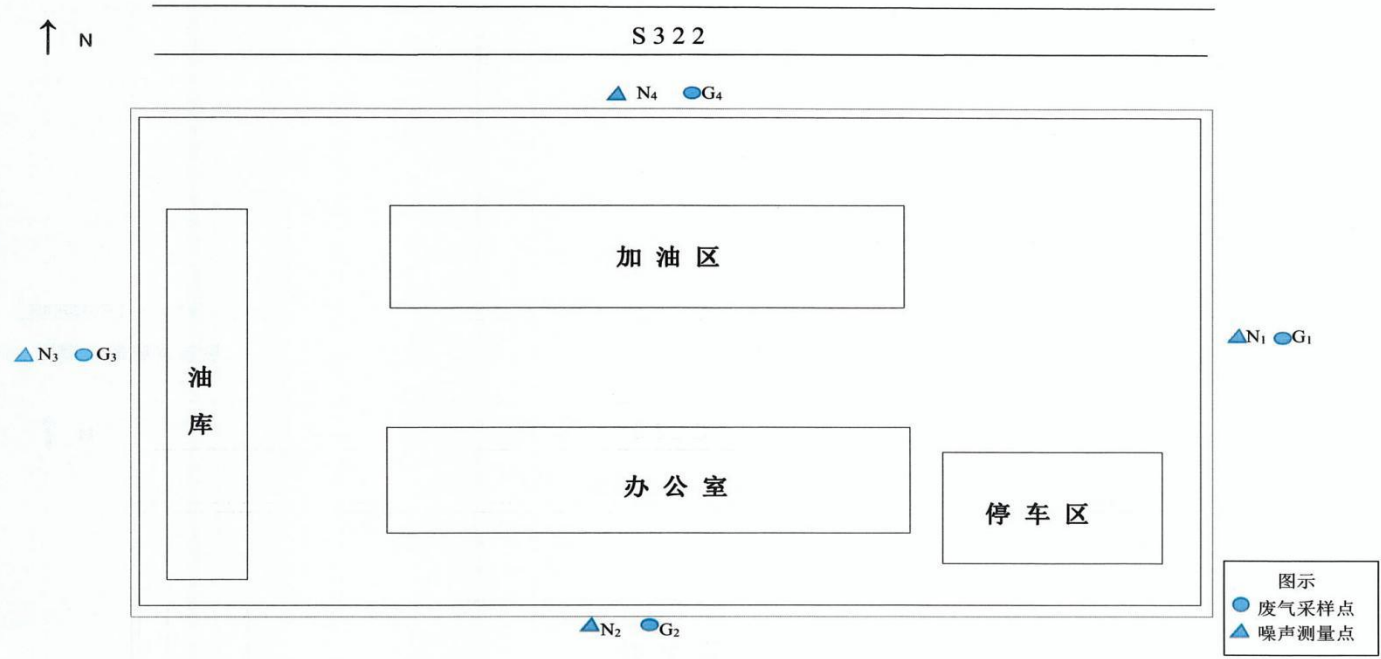 N
S322
N₄ G₄
加油区
油库
N₃ G₃
N₁ G₁
办公室
停车区
N₂ G₂
图示
废气采样点
噪声测量点